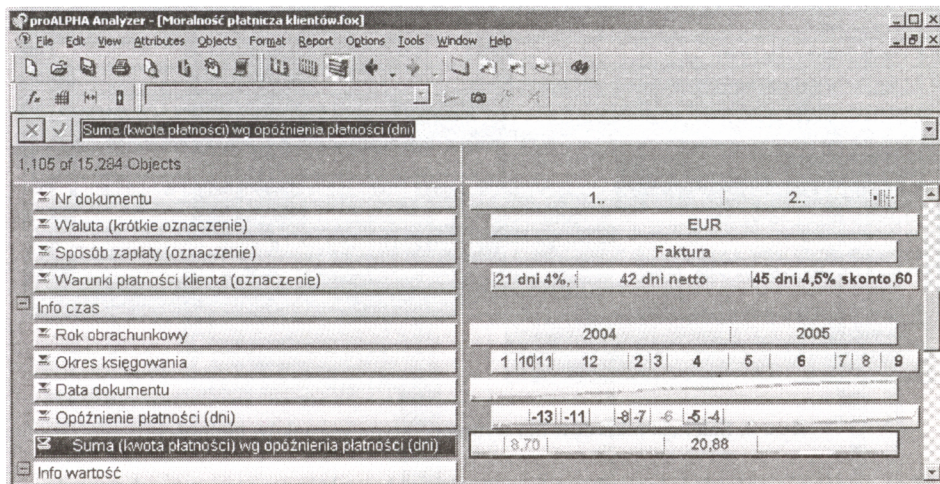 proALPHA Analyzer - [Moralność płatnicza klientów.fox]
File Edit View Attributes Objects Format Report Options Tools Window Help
Suma (kwota płatności) wg opóźnienia płatności (dni)
1,105 of 15,284 Objects
Nr dokumentu 1.. 2..
Waluta (krótkie oznaczenie) EUR
Sposób zapłaty (oznaczenie) Faktura
Warunki płatności klienta (oznaczenie) 21 dni 4%, 42 dni netto 45 dni 4,5% skonto,60
Info czas
Rok obrachunkowy 2004 2005
Okres księgowania 1 10 11 12 2 3 4 5 6 7 8 9
Data dokumentu
Opóźnienie płatności (dni) -13 -11 -8 -7 -6 -5 -4
Suma (kwota płatności) wg opóźnienia płatności (dni) 8,70 20,88
Info wartość